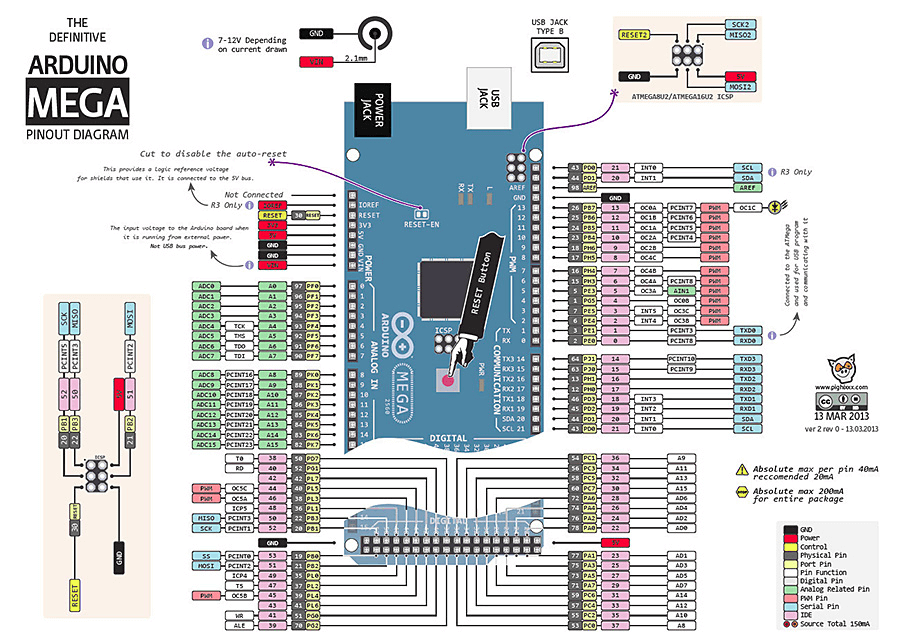 THE
DEFINITIVE
ARDUINO
MEGA
PINOUT DIAGRAM
7-12V Depending
on current drawn
GND
2.1mm
USB JACK
TYPE B
SCK2
MISO2
RESET2
GND
MOSI2
ATMEGA8U2/ATMEGA16U2 ICSP
POWER
JACK
USB
JACK
Cut to disable the auto-reset
This provides a logic reference voltage
for shields that use it. It is connected to the 5V bus.
Not Connected
R3 Only
RESET 30 RESET
GND
GND
The input voltage to the Arduino board when
it is running from external power.
Not USB bus power.
IOREF
RESET
3V3
5V
GND
GND
VIN
POWER
RESET-EN
RX
TX
L
AREF
GND
13
12
11
10
9
8
7
6
5
4
3
2
PWM
TX 1
RX 0
TX3 14
RX3 15
TX2 16
RX2 17
TX1 18
RX1 19
SDA 20
SCL 21
COMMUNICATION
ICSP
PWR
RESET Button
ARDUINO
MEGA
2560
ANALOG IN
DIGITAL
DIGITAL
43 PD0 21 INT0 SCL
44 PD1 20 INT1 SDA
98 AREF AREF
R3 Only
GND
26 PB7 13 OC0A PCINT7 PWM OC1C
25 PB6 12 OC1B PCINT6 PWM
24 PB5 11 OC1A PCINT5 PWM
23 PB4 10 OC2A PCINT4 PWM
18 PH6 9 OC2B PWM
17 PH5 8 OC4C PWM
16 PH4 7 OC4B PWM
15 PH3 6 OC4A PCINT8 PWM
5 PE3 5 OC3A AIN1 PWM
1 PG5 4 OC0B PWM
7 PE5 3 INT5 OC3C PWM
6 PE4 2 INT4 OC3B PWM
3 PE1 1 PCINT3 TXD0
2 PE0 0 PCINT8 RXD0
Connected to the ATMega
and used for USB program
and communicating with it
64 PJ1 14 PCINT10 TXD3
63 PJ0 15 PCINT9 RXD3
13 PH1 16 TXD2
12 PH0 17 RXD2
46 PD3 18 INT3 TXD1
45 PD2 19 INT2 RXD1
44 PD1 20 INT1 SDA
43 PD0 21 INT0 SCL
ADC0 A0 97 PF0
ADC1 A1 96 PF1
ADC2 A2 95 PF2
ADC3 A3 94 PF3
ADC4 TCK A4 93 PF4
ADC5 TMS A5 92 PF5
ADC6 TDO A6 91 PF6
ADC7 TDI A7 90 PF7
ADC8 PCINT16 A8 89 PK0
ADC9 PCINT17 A9 88 PK1
ADC10 PCINT18 A10 87 PK2
ADC11 PCINT19 A11 86 PK3
ADC12 PCINT20 A12 85 PK4
ADC13 PCINT21 A13 84 PK5
ADC14 PCINT22 A14 83 PK6
ADC15 PCINT23 A15 82 PK7
T0 38 50 PD7
RD 40 52 PG1
42 42 PL7
PWM OC5C 44 40 PL5
PWM OC5A 46 38 PL3
ICP5 48 36 PL1
MISO PCINT3 50 22 PB3
SCK PCINT1 52 20 PB1
GND
SS PCINT0 53 19 PB0
MOSI PCINT2 51 21 PB2
ICP4 49 35 PL0
T5 47 37 PL2
PWM OC5B 45 39 PL4
43 41 PL6
WR 41 51 PG0
ALE 39 70 PG2
54 PC1 36 A9
56 PC3 34 A11
58 PC5 32 A13
60 PC7 30 A15
72 PA6 28 AD6
74 PA4 26 AD4
76 PA2 24 AD2
78 PA0 22 AD0
77 PA1 23 AD1
75 PA3 25 AD3
73 PA5 27 AD5
71 PA7 29 AD7
59 PC6 31 A14
57 PC4 33 A12
55 PC2 35 A10
53 PC0 37 A8
SCK
MISO
MOSI
PCINT1
PCINT3
PCINT2
52
50
51
PB1
PB3
PB2
20
22
21
ICSP
RESET
30
GND
RESET
www.pighixxx.com
13 MAR 2013
ver 2 rev 0 - 13.03.2013
Absolute max per pin 40mA
reccomended 20mA
Absolute max 200mA
for entire package
GND
Power
Control
Physical Pin
Port Pin
Pin Function
Digital Pin
Analog Related Pin
PWM Pin
Serial Pin
IDE
Source Total 150mA